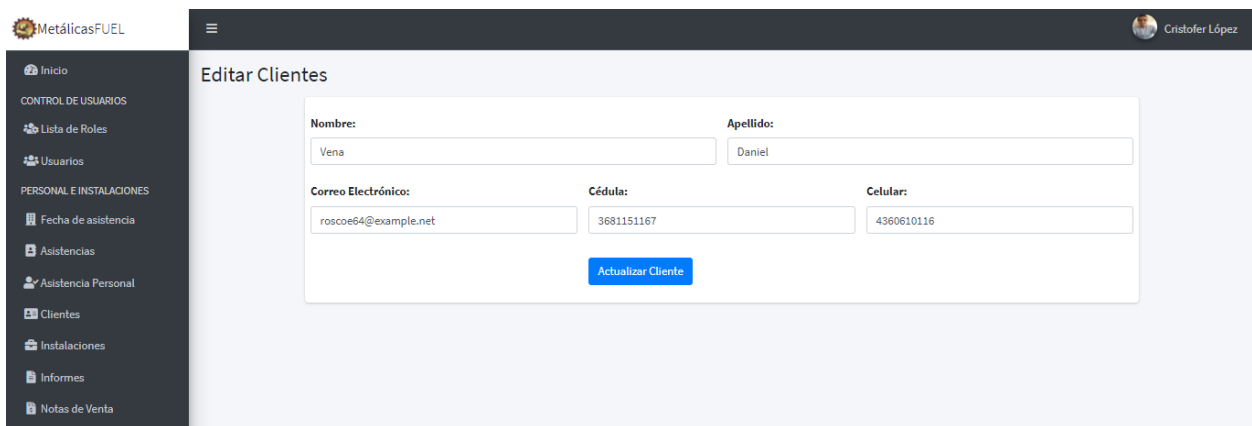 MetálicasFUEL
Cristofer López
Inicio
CONTROL DE USUARIOS
Lista de Roles
Usuarios
PERSONAL E INSTALACIONES
Fecha de asistencia
Asistencias
Asistencia Personal
Clientes
Instalaciones
Informes
Notas de Venta
Editar Clientes
Nombre: Apellido:
Vena Daniel
Correo Electrónico: Cédula: Celular:
roscoe64@example.net 3681151167 4360610116
Actualizar Cliente